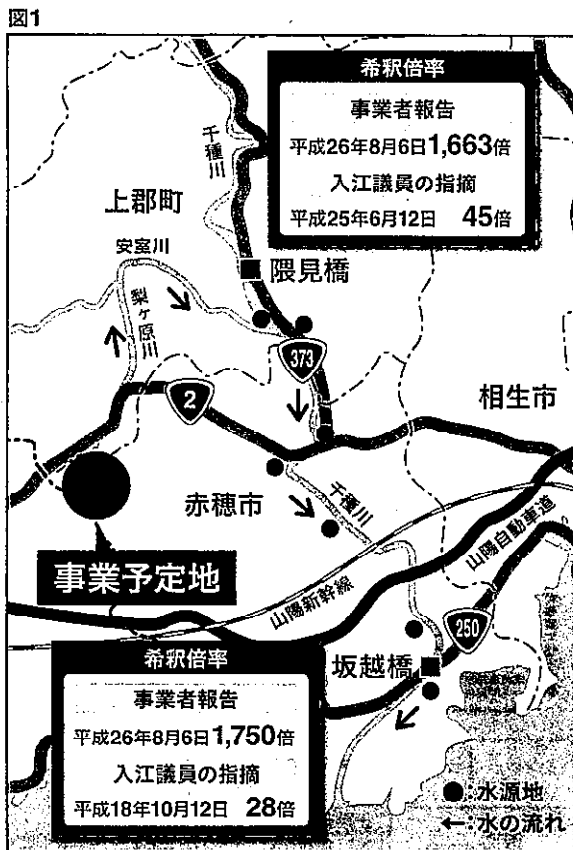 図1
希釈倍率
事業者報告
平成26年8月6日1,663倍
入江議員の指摘
平成25年6月12日 45倍
千種川
上郡町
安室川
隈見橋
梨ヶ原川
373
2
相生市
赤穂市
千種川
山陽自動車道
事業予定地
山陽新幹線
250
坂越橋
希釈倍率
事業者報告
平成26年8月6日1,750倍
入江議員の指摘
平成18年10月12日 28倍
●:水源地
←:水の流れ